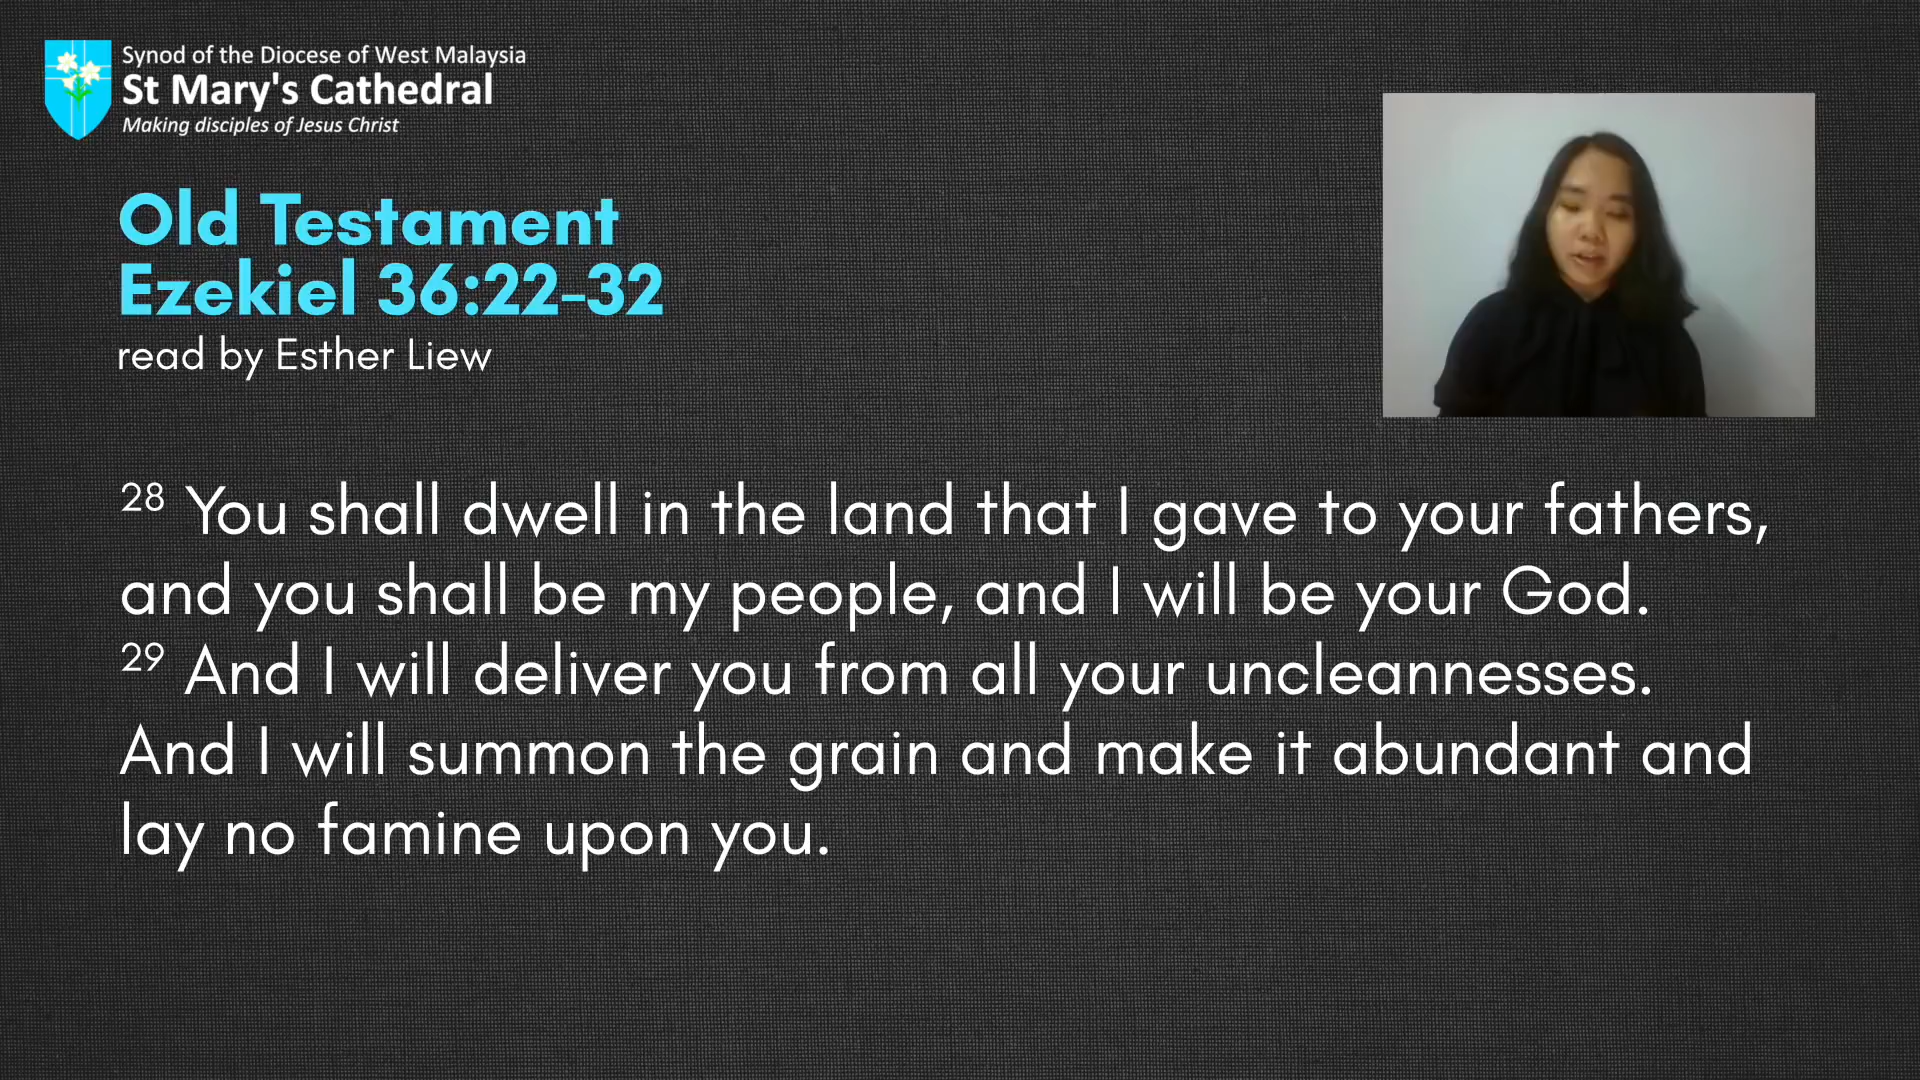 Synod of the Diocese of West Malaysia
St Mary's Cathedral
Making disciples of Jesus Christ
Old Testament
Ezekiel 36:22-32
read by Esther Liew
28 You shall dwell in the land that I gave to your fathers,
and you shall be my people, and I will be your God.
29 And I will deliver you from all your uncleannesses.
And I will summon the grain and make it abundant and
lay no famine upon you.